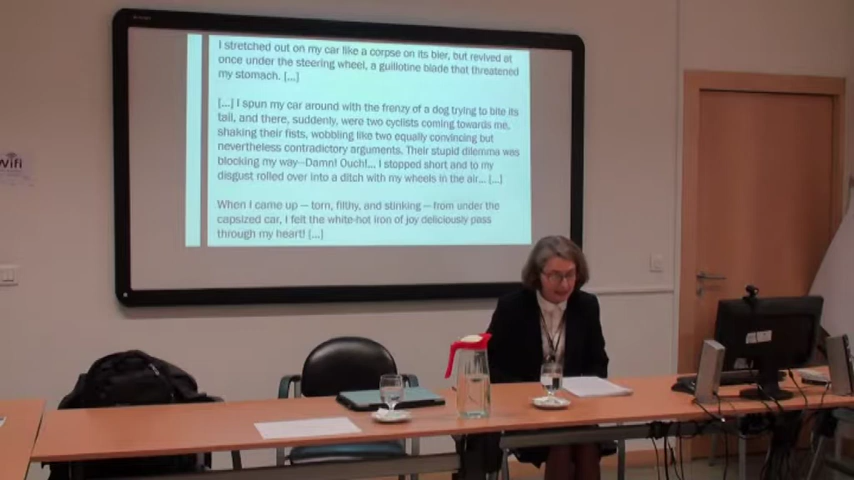 I stretched out on my car like a corpse on its bier, but revived at
once under the steering wheel, a guillotine blade that threatened
my stomach. [...]
[...] I spun my car around with the frenzy of a dog trying to bite its
tail, and there, suddenly, were two cyclists coming towards me,
shaking their fists, wobbling like two equally convincing but
nevertheless contradictory arguments. Their stupid dilemma was
blocking my way—Damn! Ouch!... I stopped short and to my
disgust rolled over into a ditch with my wheels in the air... [...]
When I came up — torn, filthy, and stinking — from under the
capsized car, I felt the white-hot iron of joy deliciously pass
through my heart! [...]
wifi